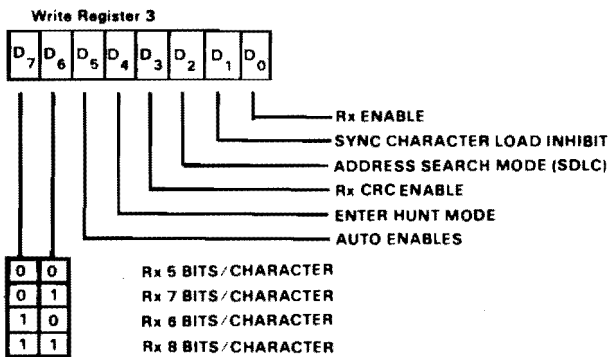 Write Register 3
D7 D6 D5 D4 D3 D2 D1 D0
Rx ENABLE
SYNC CHARACTER LOAD INHIBIT
ADDRESS SEARCH MODE (SDLC)
Rx CRC ENABLE
ENTER HUNT MODE
AUTO ENABLES
0 0 Rx 5 BITS/CHARACTER
0 1 Rx 7 BITS/CHARACTER
1 0 Rx 6 BITS/CHARACTER
1 1 Rx 8 BITS/CHARACTER